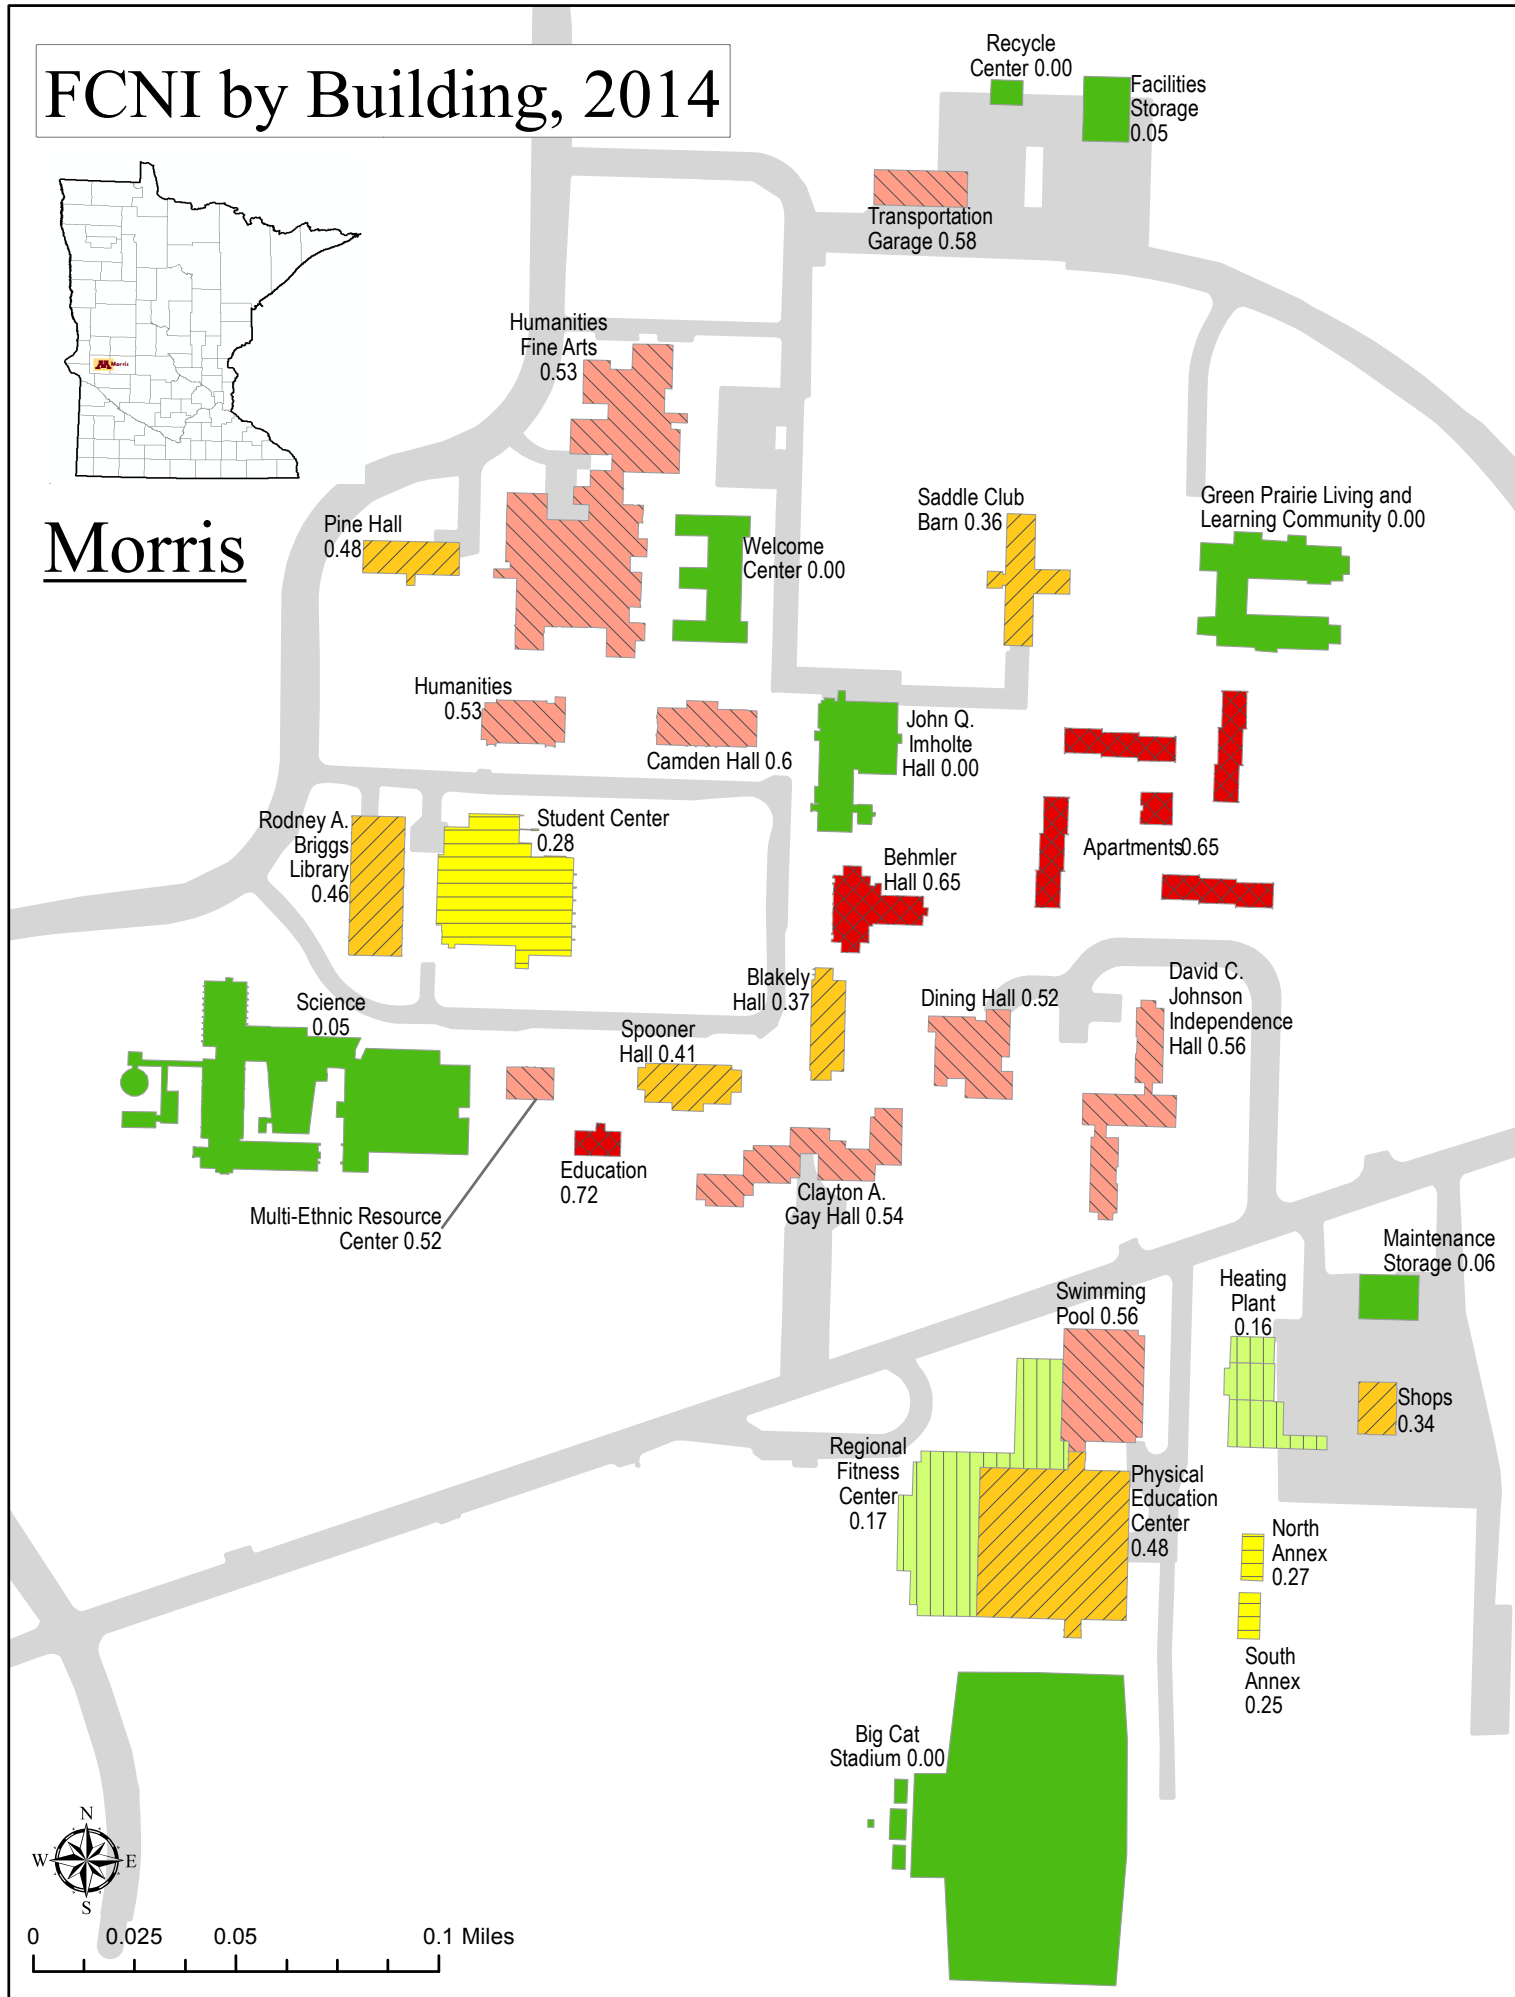 FCNI by Building, 2014
Recycle
Center 0.00
Facilities
Storage
0.05
Transportation
Garage 0.58
Morris
Humanities
Fine Arts
0.53
Morris
Pine Hall
0.48
Welcome
Center 0.00
Saddle Club
Barn 0.36
Green Prairie Living and
Learning Community 0.00
Humanities
0.53
Camden Hall 0.6
John Q.
Imholte
Hall 0.00
Rodney A.
Briggs
Library
0.46
Student Center
0.28
Behmler
Hall 0.65
Apartments 0.65
Science
0.05
Blakely
Hall 0.37
Dining Hall 0.52
David C.
Johnson
Independence
Hall 0.56
Spooner
Hall 0.41
Education
0.72
Clayton A.
Gay Hall 0.54
Multi-Ethnic Resource
Center 0.52
Maintenance
Storage 0.06
Heating
Plant
0.16
Swimming
Pool 0.56
Shops
0.34
Regional
Fitness
Center
0.17
Physical
Education
Center
0.48
North
Annex
0.27
South
Annex
0.25
Big Cat
Stadium 0.00
N
W E
S
0 0.025 0.05 0.1 Miles